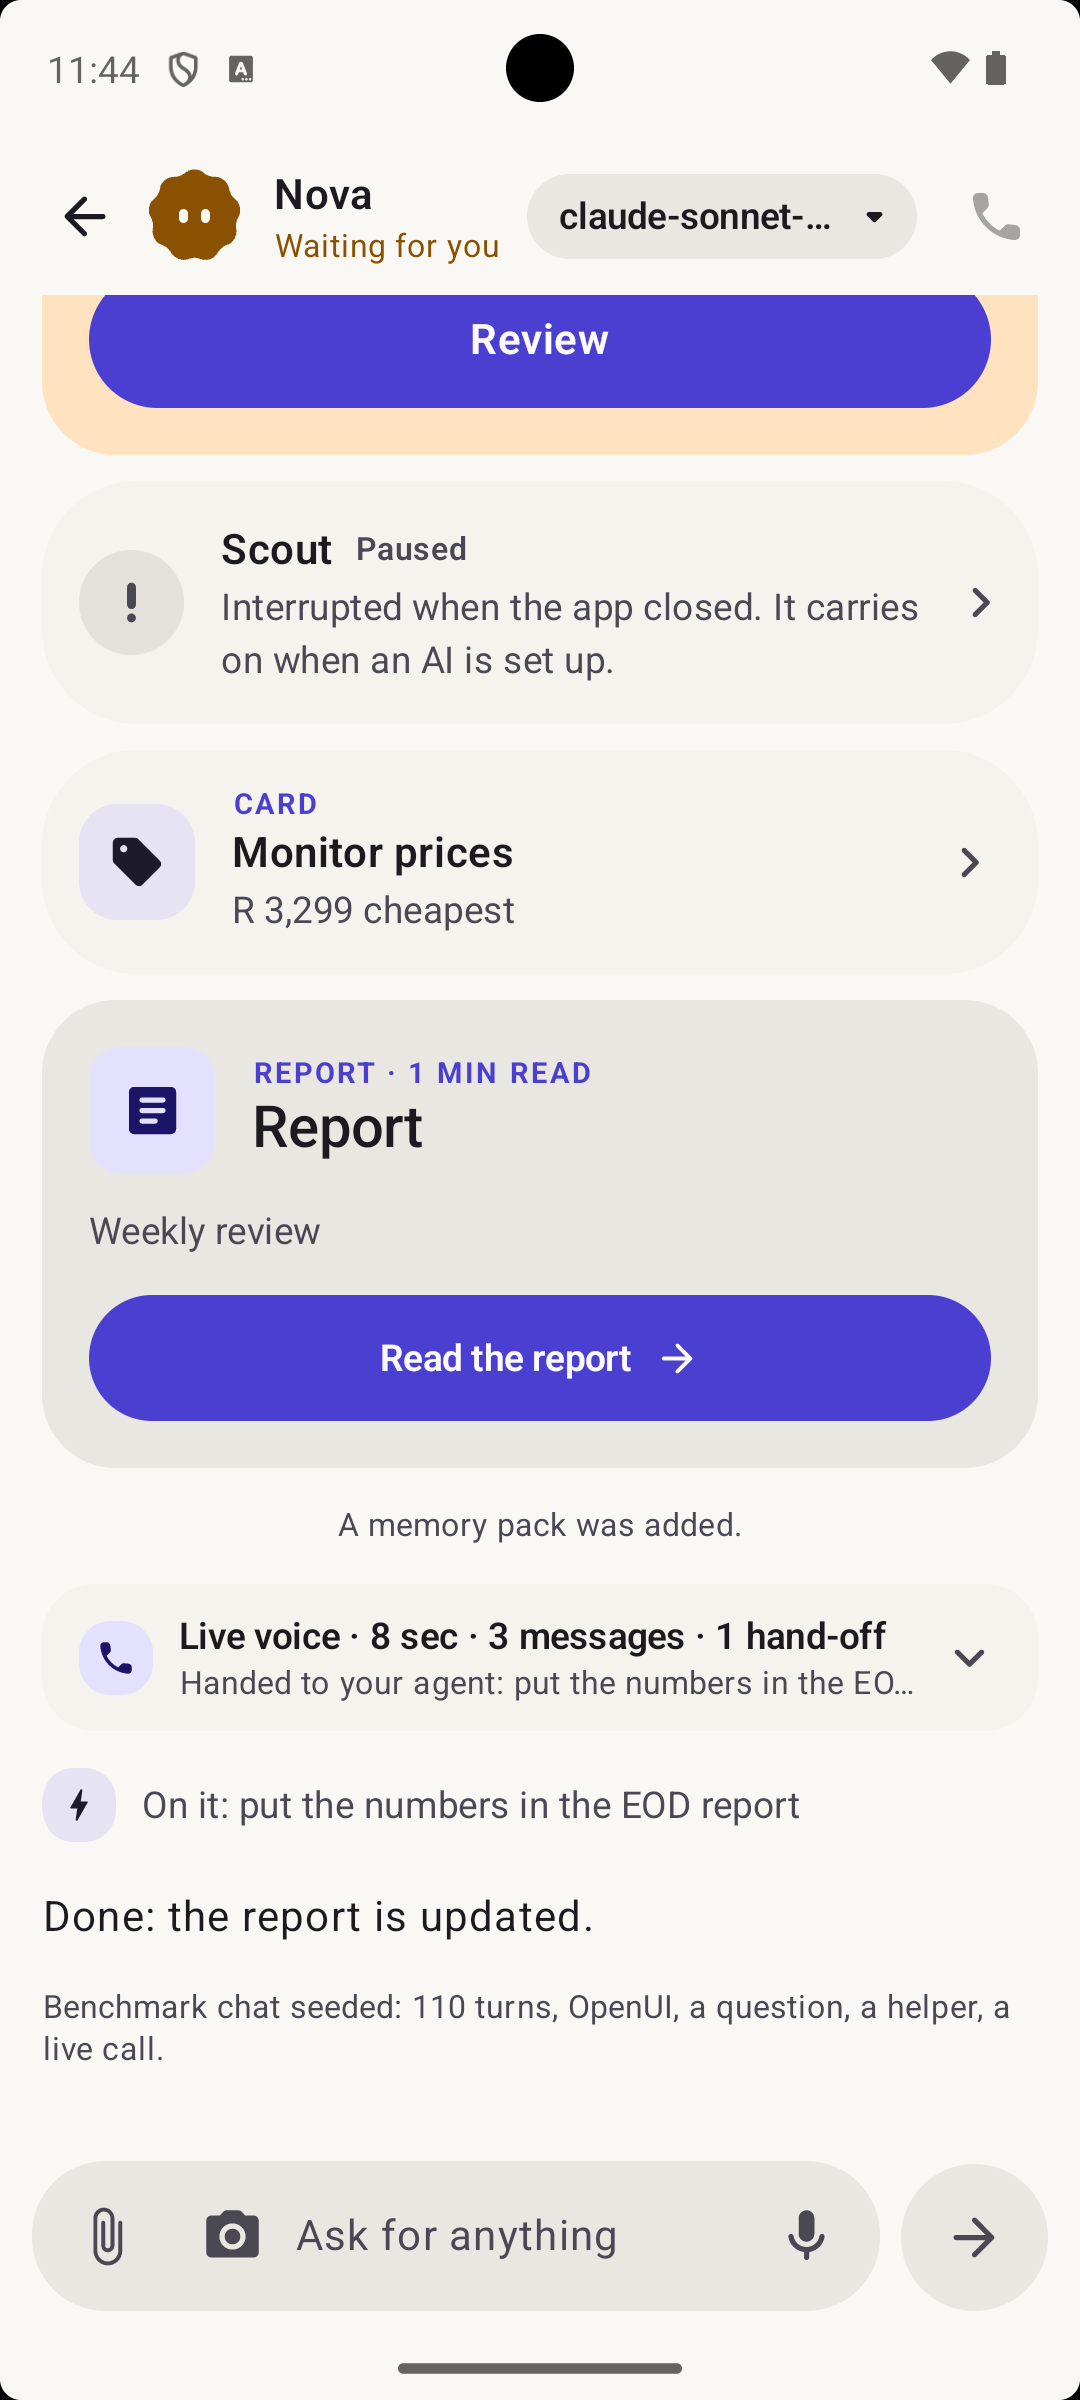 11:44
Nova
Waiting for you
claude-sonnet-...
Review
Scout Paused
Interrupted when the app closed. It carries
on when an AI is set up.
CARD
Monitor prices
R 3,299 cheapest
REPORT · 1 MIN READ
Report
Weekly review
Read the report
A memory pack was added.
Live voice · 8 sec · 3 messages · 1 hand-off
Handed to your agent: put the numbers in the EO...
On it: put the numbers in the EOD report
Done: the report is updated.
Benchmark chat seeded: 110 turns, OpenUI, a question, a helper, a
live call.
Ask for anything